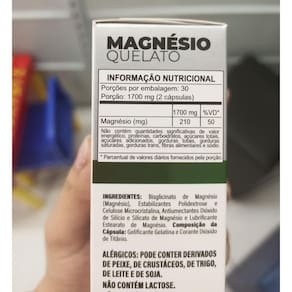 MAGNÉSIO
QUELATO
INFORMAÇÃO NUTRICIONAL
Porções por embalagem: 30
Porção: 1700 mg (2 cápsulas)
1700 mg %VD*
Magnésio (mg) 210 50
Não contém quantidades significativas de valor
energético, proteínas, carboidratos, açúcares totais,
açúcares adicionados, gorduras totais, gorduras
saturadas, gorduras trans, fibras alimentares e sódio.
* Percentual de valores diários fornecidos pela porção.
INGREDIENTES: Bisglicinato de Magnésio
(Magnésio), Estabilizantes Polidextrose e
Celulose Microcristalina, Antiumectantes Dióxido
de Silício e Silicato de Magnésio e Lubrificante
Estearato de Magnésio. Composição da
Cápsula: Gelificante Gelatina e Corante Dióxido
de Titânio.
ALÉRGICOS: PODE CONTER DERIVADOS
DE PEIXE, DE CRUSTÁCEOS, DE TRIGO,
DE LEITE E DE SOJA.
NÃO CONTÉM LACTOSE.